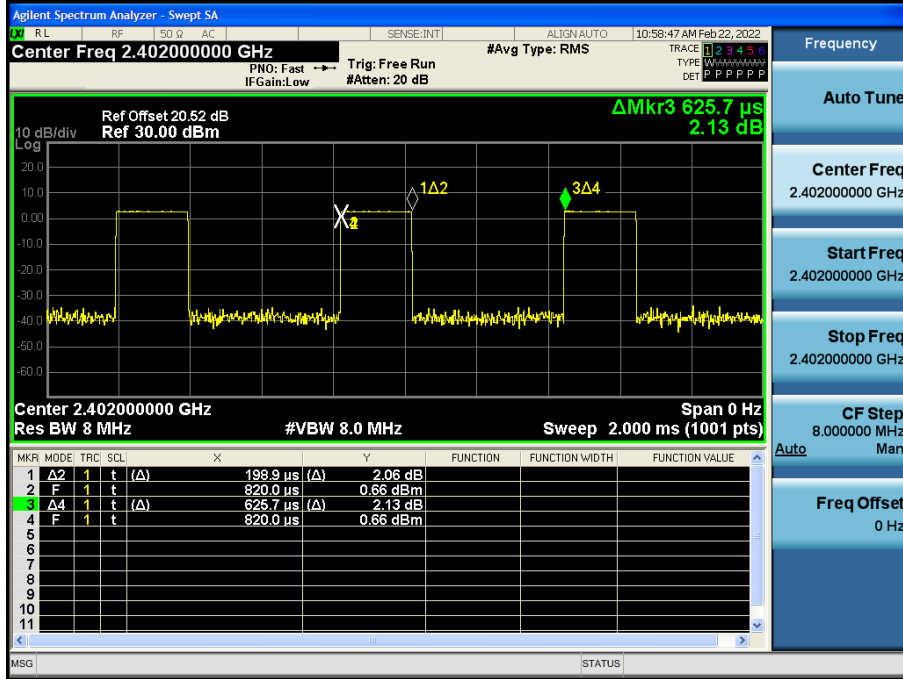 Agilent Spectrum Analyzer - Swept SA
LXI RL RF 50 Ω AC SENSE:INT ALIGN AUTO 10:58:47 AM Feb 22, 2022
Center Freq 2.402000000 GHz
PNO: Fast
IFGain:Low
Trig: Free Run
#Atten: 20 dB
#Avg Type: RMS
TRACE 1 2 3 4 5 6
TYPE WWWWWW
DET P P P P P P
ΔMkr3 625.7 µs
2.13 dB
Ref Offset 20.52 dB
10 dB/div Ref 30.00 dBm
Log
20.0
10.0
0.00
-10.0
-20.0
-30.0
-40.0
-50.0
-60.0
1Δ2
3Δ4
Center 2.402000000 GHz Span 0 Hz
Res BW 8 MHz #VBW 8.0 MHz Sweep 2.000 ms (1001 pts)
MKR MODE TRC SCL X Y FUNCTION FUNCTION WIDTH FUNCTION VALUE
1 Δ2 1 t (Δ) 198.9 µs (Δ) 2.06 dB
2 F 1 t 820.0 µs 0.66 dBm
3 Δ4 1 t (Δ) 625.7 µs (Δ) 2.13 dB
4 F 1 t 820.0 µs 0.66 dBm
5
6
7
8
9
10
11
MSG STATUS
Frequency
Auto Tune
Center Freq
2.402000000 GHz
Start Freq
2.402000000 GHz
Stop Freq
2.402000000 GHz
CF Step
8.000000 MHz
Auto Man
Freq Offset
0 Hz